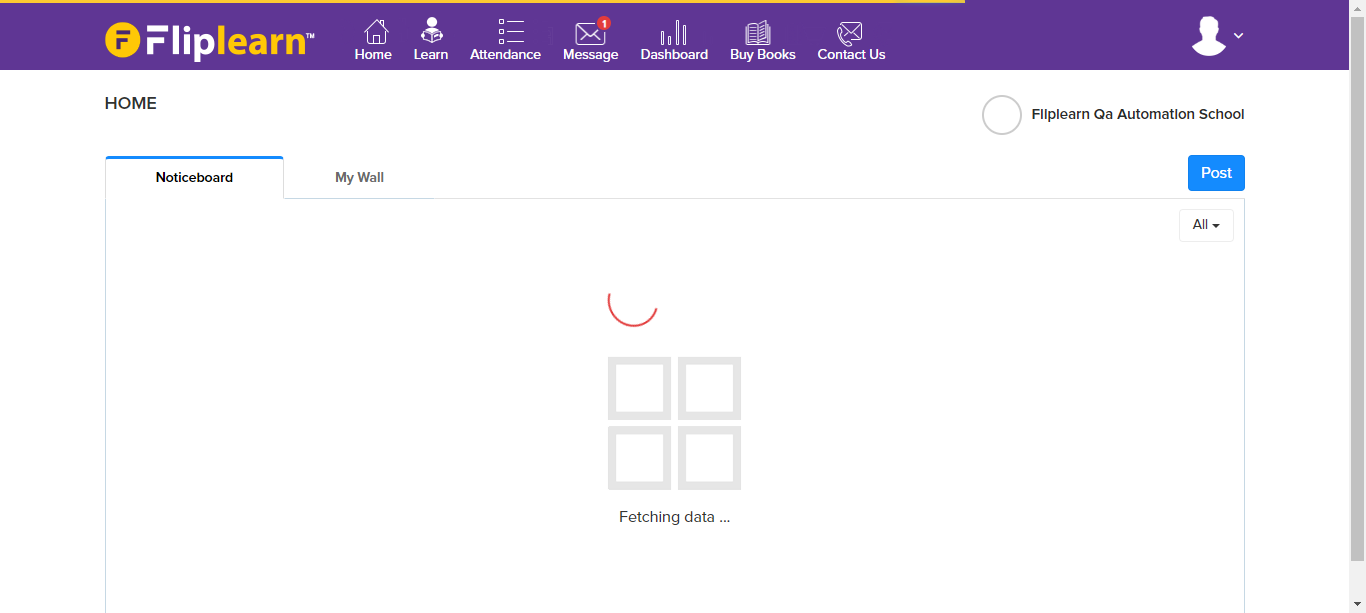 F Fliplearn™
1
Home Learn Attendance Message Dashboard Buy Books Contact Us
HOME
Fliplearn Qa Automation School
Noticeboard My Wall
Post
All
Fetching data ...